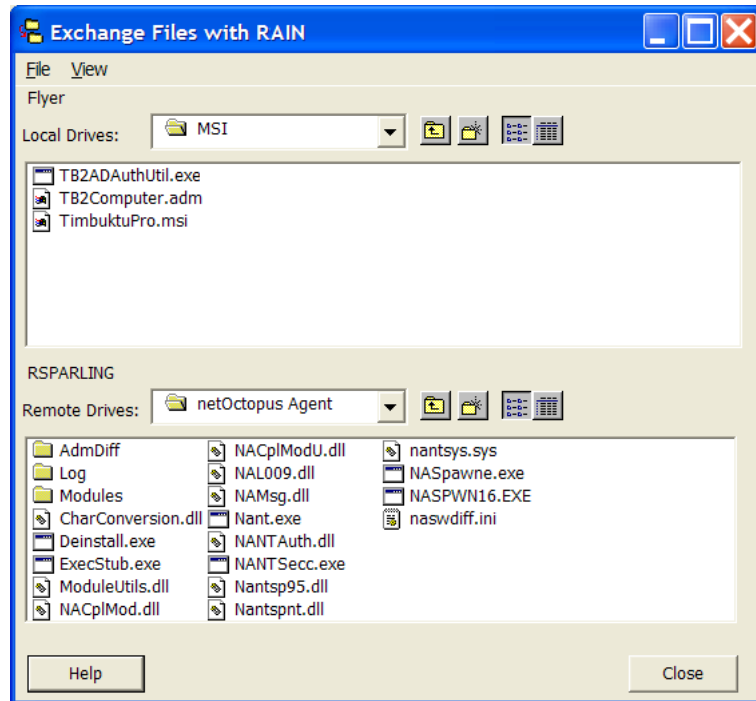 Exchange Files with RAIN
File View
Flyer
Local Drives: MSI
TB2ADAuthUtil.exe
TB2Computer.adm
TimbuktuPro.msi
RSPARLING
Remote Drives: netOctopus Agent
AdmDiff NACplModU.dll nantsys.sys
Log NAL009.dll NASpawne.exe
Modules NAMsg.dll NASPWN16.EXE
CharConversion.dll Nant.exe naswdiff.ini
Deinstall.exe NANTAuth.dll
ExecStub.exe NANTSecc.exe
ModuleUtils.dll Nantsp95.dll
NACplMod.dll Nantspnt.dll
Help Close